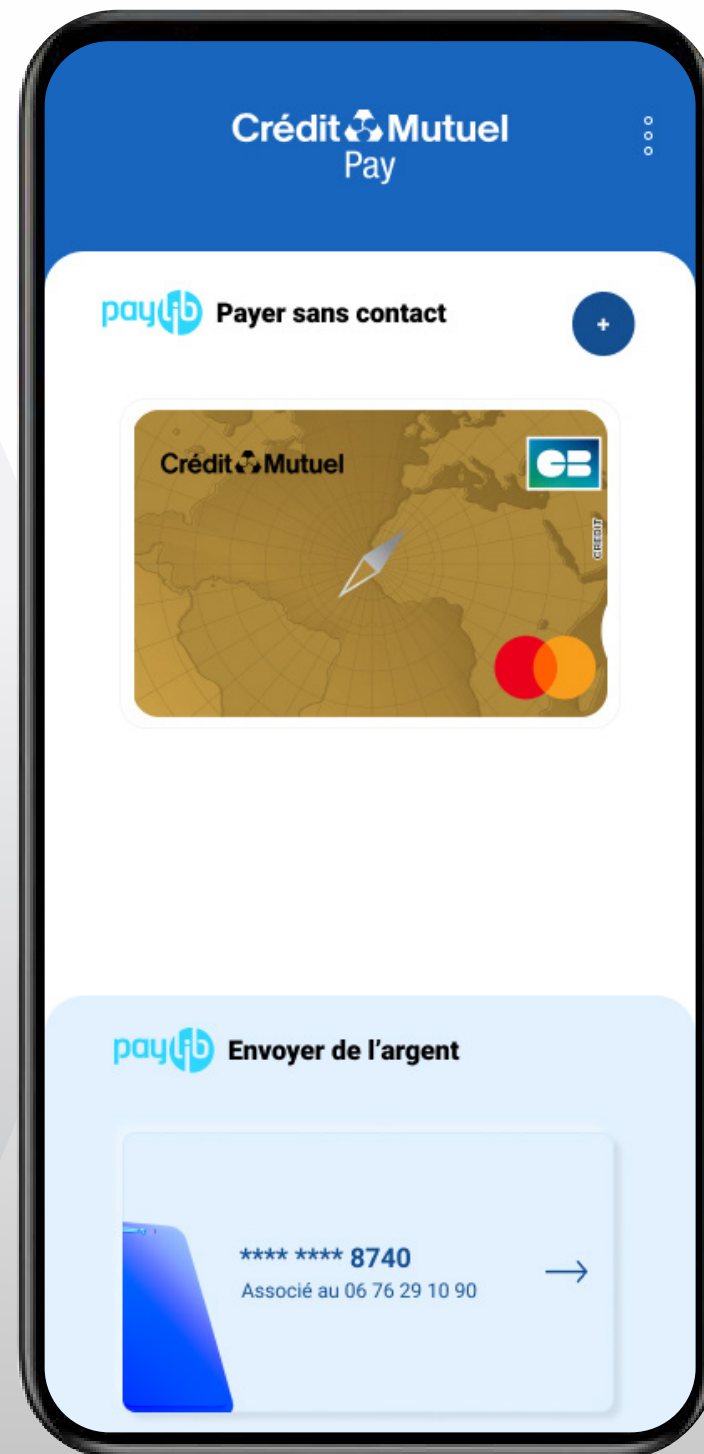 Crédit Mutuel
Pay
paylib Payer sans contact
+
Crédit Mutuel
CB
CREDIT
paylib Envoyer de l'argent
**** **** 8740
Associé au 06 76 29 10 90